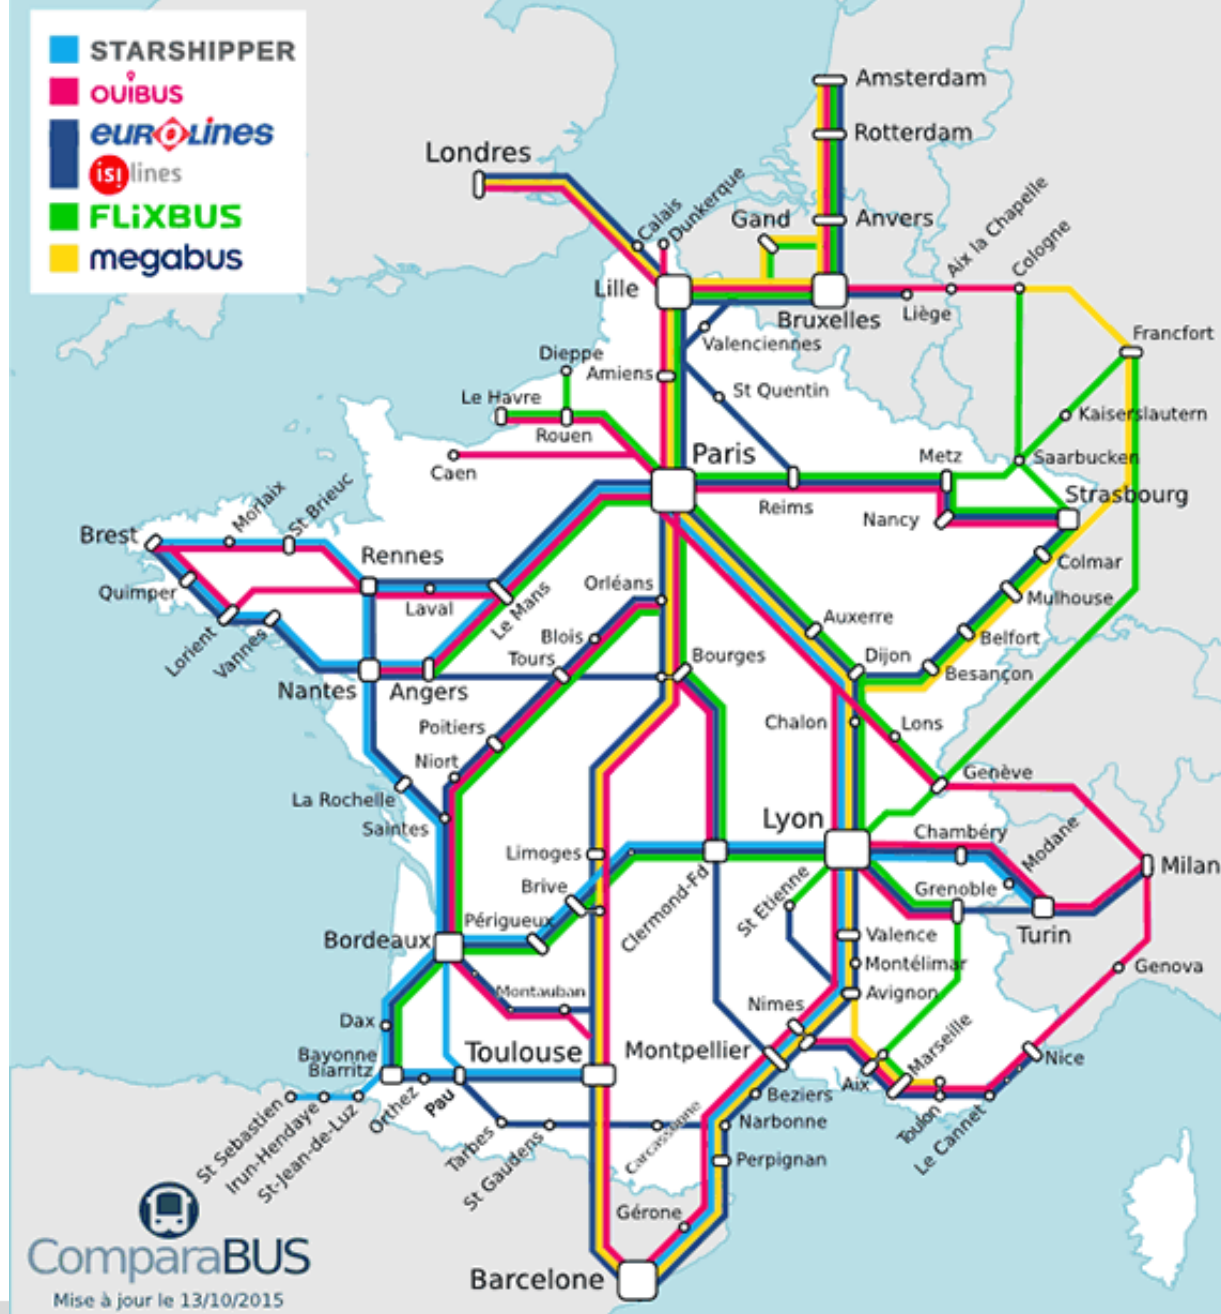 STARSHIPPER
OUIBUS
EUROLINES
isi lines
FLiXBUS
megabus
Amsterdam
Rotterdam
Londres
Calais
Dunkerque
Gand
Anvers
Aix la Chapelle
Cologne
Lille
Bruxelles
Liège
Francfort
Valenciennes
Dieppe
Amiens
St Quentin
Le Havre
Rouen
Kaiserslautern
Caen
Paris
Metz
Saarbucken
Reims
Strasbourg
Nancy
Brest
Morlaix
St Brieuc
Rennes
Colmar
Quimper
Laval
Le Mans
Orléans
Mulhouse
Lorient
Vannes
Blois
Auxerre
Belfort
Nantes
Angers
Tours
Bourges
Dijon
Besançon
Poitiers
Chalon
Lons
Niort
Genève
La Rochelle
Saintes
Lyon
Chambéry
Modane
Limoges
Milan
Brive
Clermond-Fd
St Etienne
Grenoble
Périgueux
Bordeaux
Valence
Turin
Montélimar
Genova
Montauban
Avignon
Nimes
Dax
Bayonne
Biarritz
Toulouse
Montpellier
Marseille
Nice
Aix
St Sebastien
Irun-Hendaye
St-Jean-de-Luz
Orthez
Pau
Beziers
Toulon
Le Cannet
Tarbes
St Gaudens
Carcassonne
Narbonne
Perpignan
Gérone
Barcelone
ComparaBUS
Mise à jour le 13/10/2015